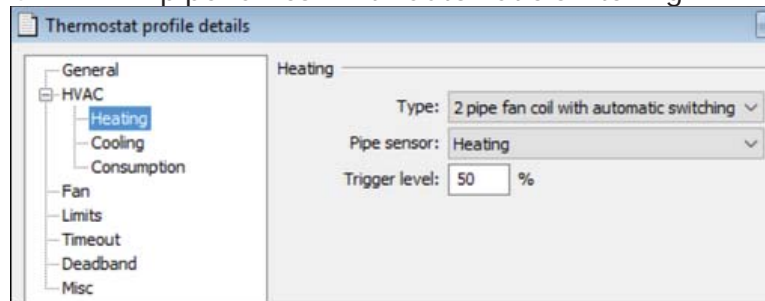 Thermostat profile details
General
HVAC
Heating
Cooling
Consumption
Fan
Limits
Timeout
Deadband
Misc
Heating
Type: 2 pipe fan coil with automatic switching
Pipe sensor: Heating
Trigger level: 50 %